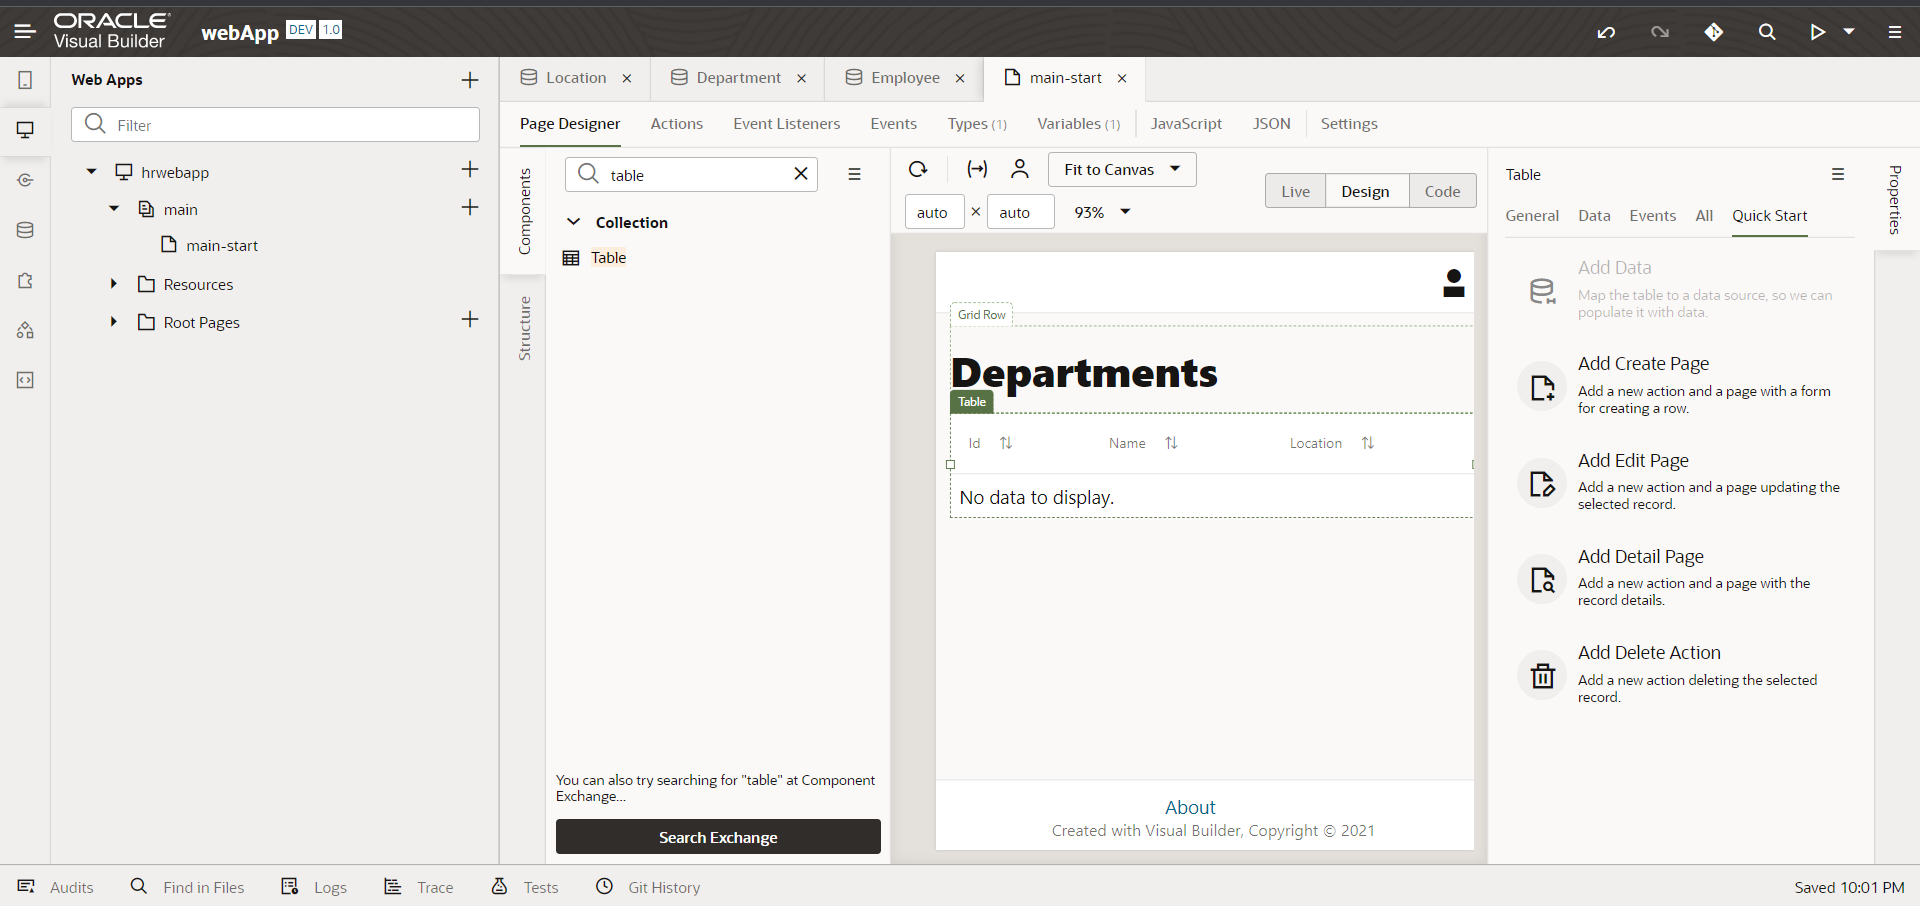 ORACLE
Visual Builder
webApp DEV 1.0
Web Apps
Filter
hrwebapp
main
main-start
Resources
Root Pages
Location
Department
Employee
main-start
Page Designer
Actions
Event Listeners
Events
Types (1)
Variables (1)
JavaScript
JSON
Settings
Components
Structure
table
Collection
Table
You can also try searching for "table" at Component
Exchange...
Search Exchange
Fit to Canvas
auto × auto 93%
Live
Design
Code
Grid Row
Departments
Table
Id
Name
Location
No data to display.
About
Created with Visual Builder, Copyright © 2021
Table
General
Data
Events
All
Quick Start
Properties
Add Data
Map the table to a data source, so we can
populate it with data.
Add Create Page
Add a new action and a page with a form
for creating a row.
Add Edit Page
Add a new action and a page updating the
selected record.
Add Detail Page
Add a new action and a page with the
record details.
Add Delete Action
Add a new action deleting the selected
record.
Audits
Find in Files
Logs
Trace
Tests
Git History
Saved 10:01 PM